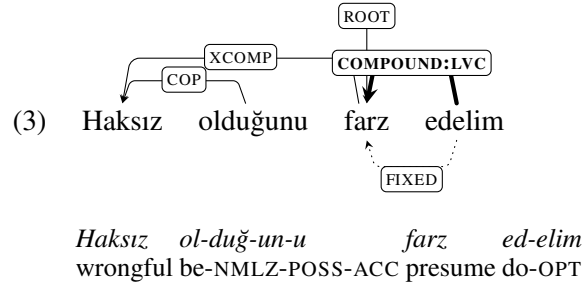 ROOT
XCOMP
COMPOUND:LVC
COP
(3) Haksız olduğunu farz edelim
FIXED
Haksız ol-duğ-un-u farz ed-elim
wrongful be-NMLZ-POSS-ACC presume do-OPT